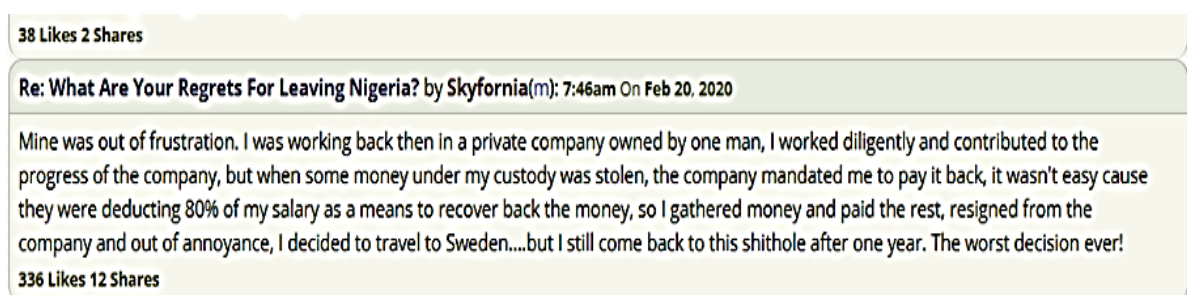 38 Likes 2 Shares
Re: What Are Your Regrets For Leaving Nigeria? by Skyfornia(m): 7:46am On Feb 20, 2020
Mine was out of frustration. I was working back then in a private company owned by one man, I worked diligently and contributed to the
progress of the company, but when some money under my custody was stolen, the company mandated me to pay it back, it wasn't easy cause
they were deducting 80% of my salary as a means to recover back the money, so I gathered money and paid the rest, resigned from the
company and out of annoyance, I decided to travel to Sweden....but I still come back to this shithole after one year. The worst decision ever!
336 Likes 12 Shares